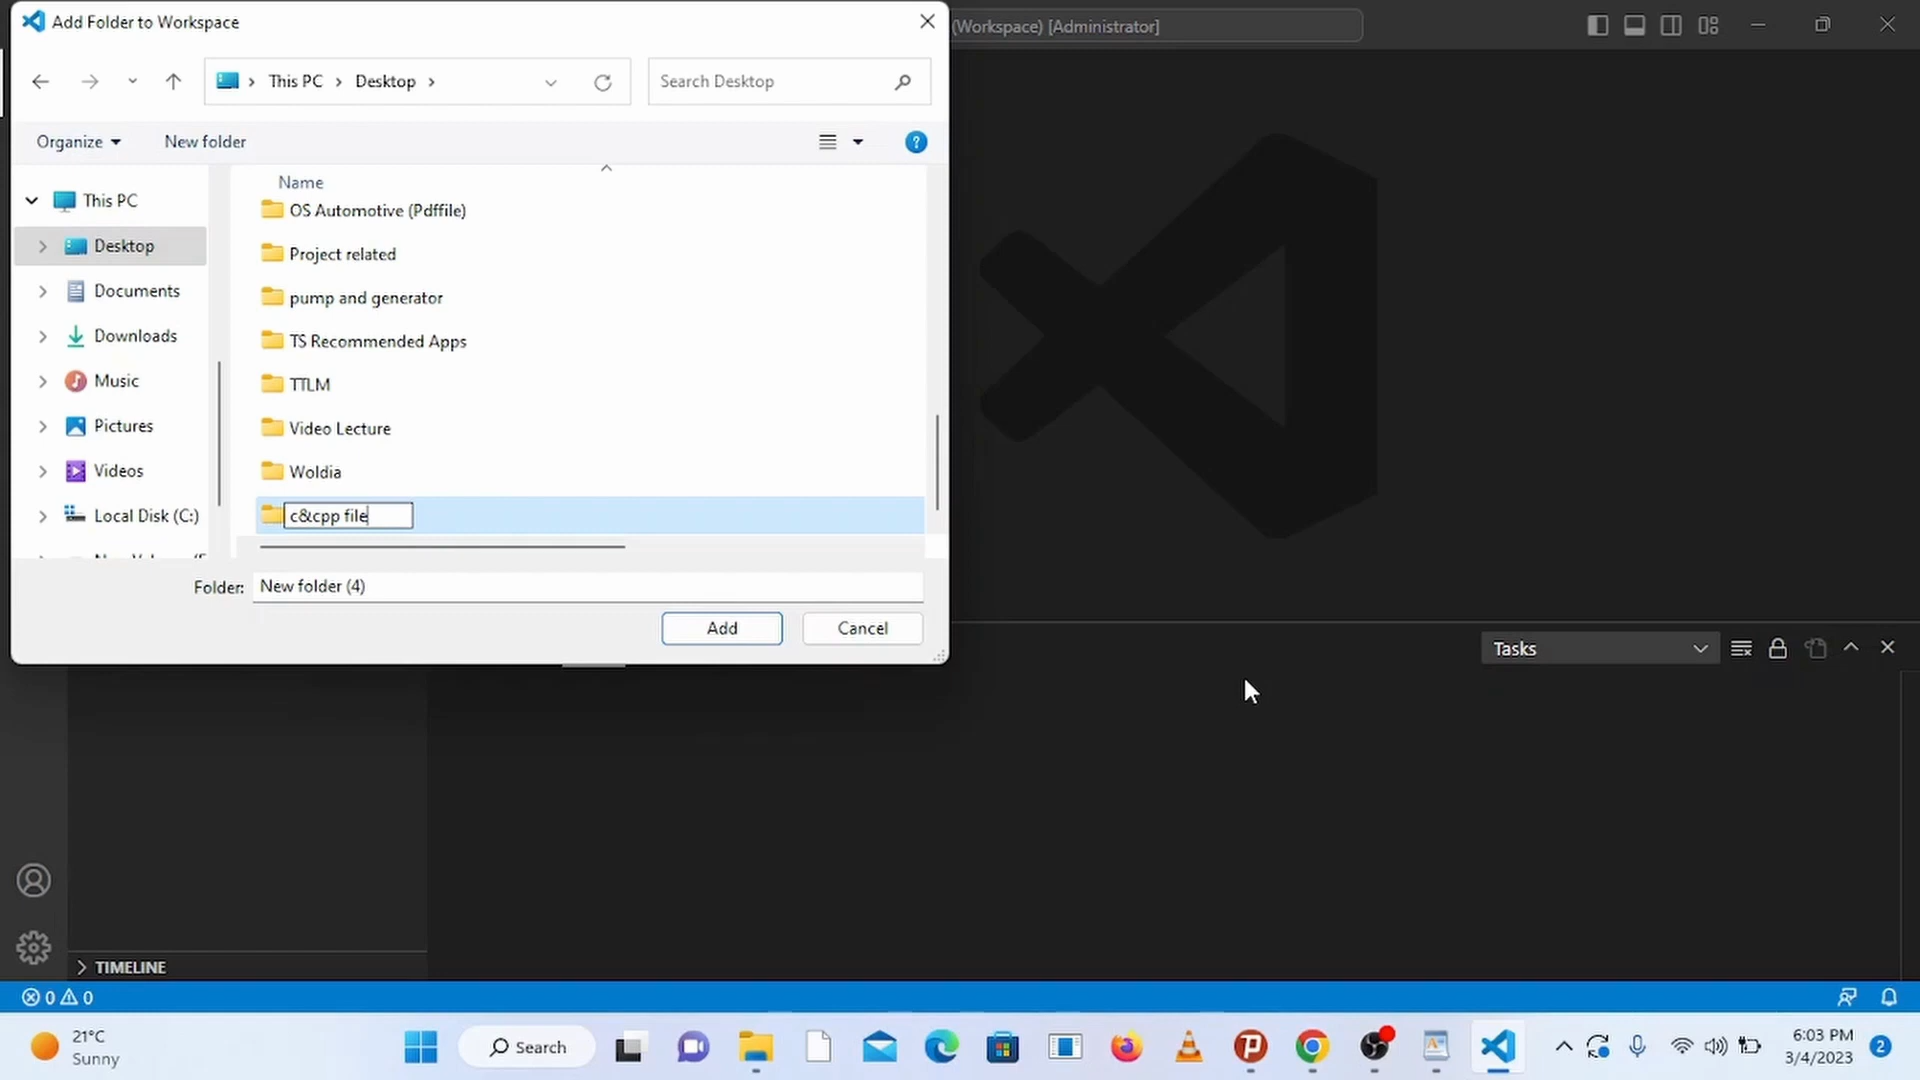 Add Folder to Workspace
(Workspace) [Administrator]
This PC
Desktop
Search Desktop
Organize
New folder
Name
This PC
Desktop
Documents
Downloads
Music
Pictures
Videos
Local Disk (C:)
OS Automotive (Pdffile)
Project related
pump and generator
TS Recommended Apps
TTLM
Video Lecture
Woldia
c&cpp file
Folder: New folder (4)
Add
Cancel
Tasks
TIMELINE
0 0
21°C
Sunny
Search
6:03 PM
3/4/2023
2